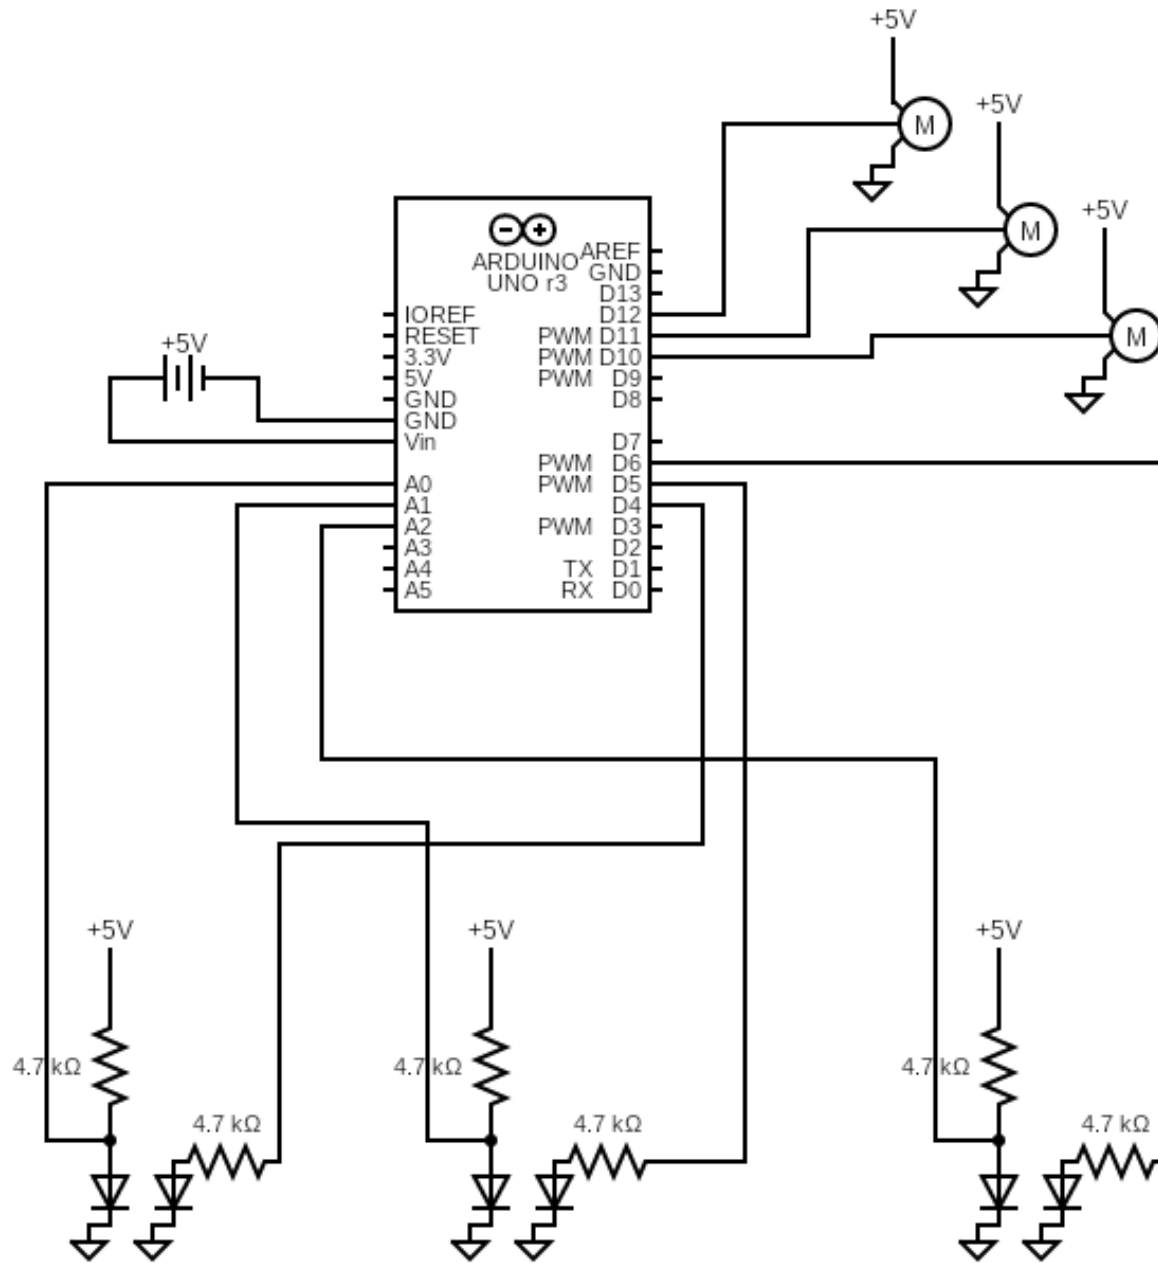 +5V
M
+5V
M
+5V
M
ARDUINO
UNO r3
IOREF
RESET
3.3V
5V
GND
GND
Vin
A0
A1
A2
A3
A4
A5
AREF
GND
D13
D12
PWM D11
PWM D10
PWM D9
D8
D7
PWM D6
PWM D5
D4
PWM D3
D2
TX D1
RX D0
+5V
+5V
4.7 kΩ
4.7 kΩ
+5V
4.7 kΩ
4.7 kΩ
+5V
4.7 kΩ
4.7 kΩ